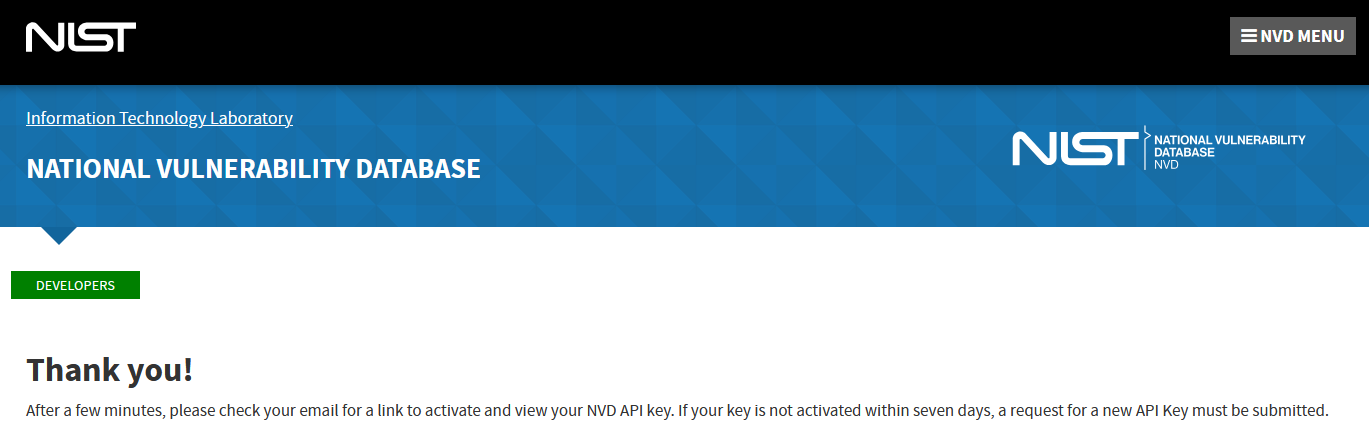 NIST
NVD MENU
Information Technology Laboratory
NATIONAL VULNERABILITY DATABASE
NIST
NATIONAL VULNERABILITY
DATABASE
NVD
DEVELOPERS
Thank you!
After a few minutes, please check your email for a link to activate and view your NVD API key. If your key is not activated within seven days, a request for a new API Key must be submitted.